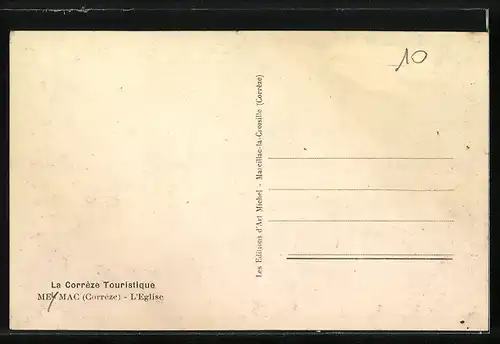 10
Les Editions d'Art Michel - Marcillac-la-Croisille (Corrèze)
La Corrèze Touristique
MEYMAC (Corrèze) - L'Eglise